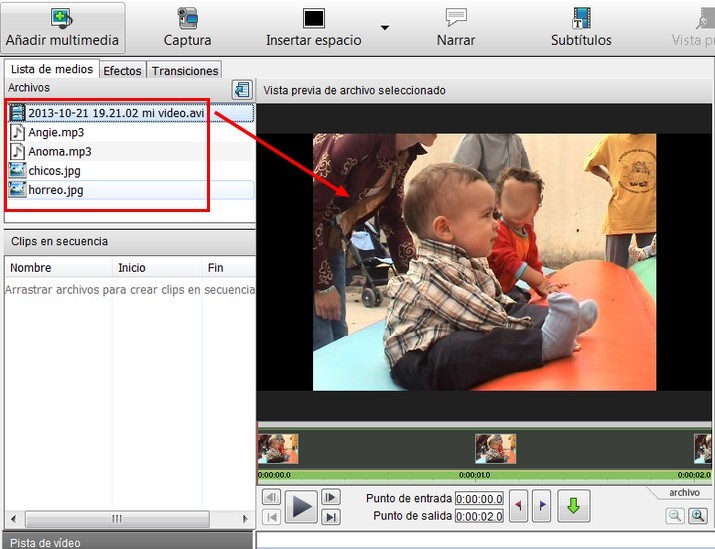 Añadir multimedia
Captura
Insertar espacio
Narrar
Subtítulos
Vista pr
Lista de medios
Efectos
Transiciones
Archivos
2013-10-21 19.21.02 mi video.avi
Angie.mp3
Anoma.mp3
chicos.jpg
horreo.jpg
Vista previa de archivo seleccionado
Clips en secuencia
Nombre Inicio Fin
Arrastrar archivos para crear clips en secuencia
0:00:00.0 0:00:01.0 0:00:02.0
Punto de entrada 0:00:00.0
Punto de salida 0:00:02.0
archivo
Pista de vídeo